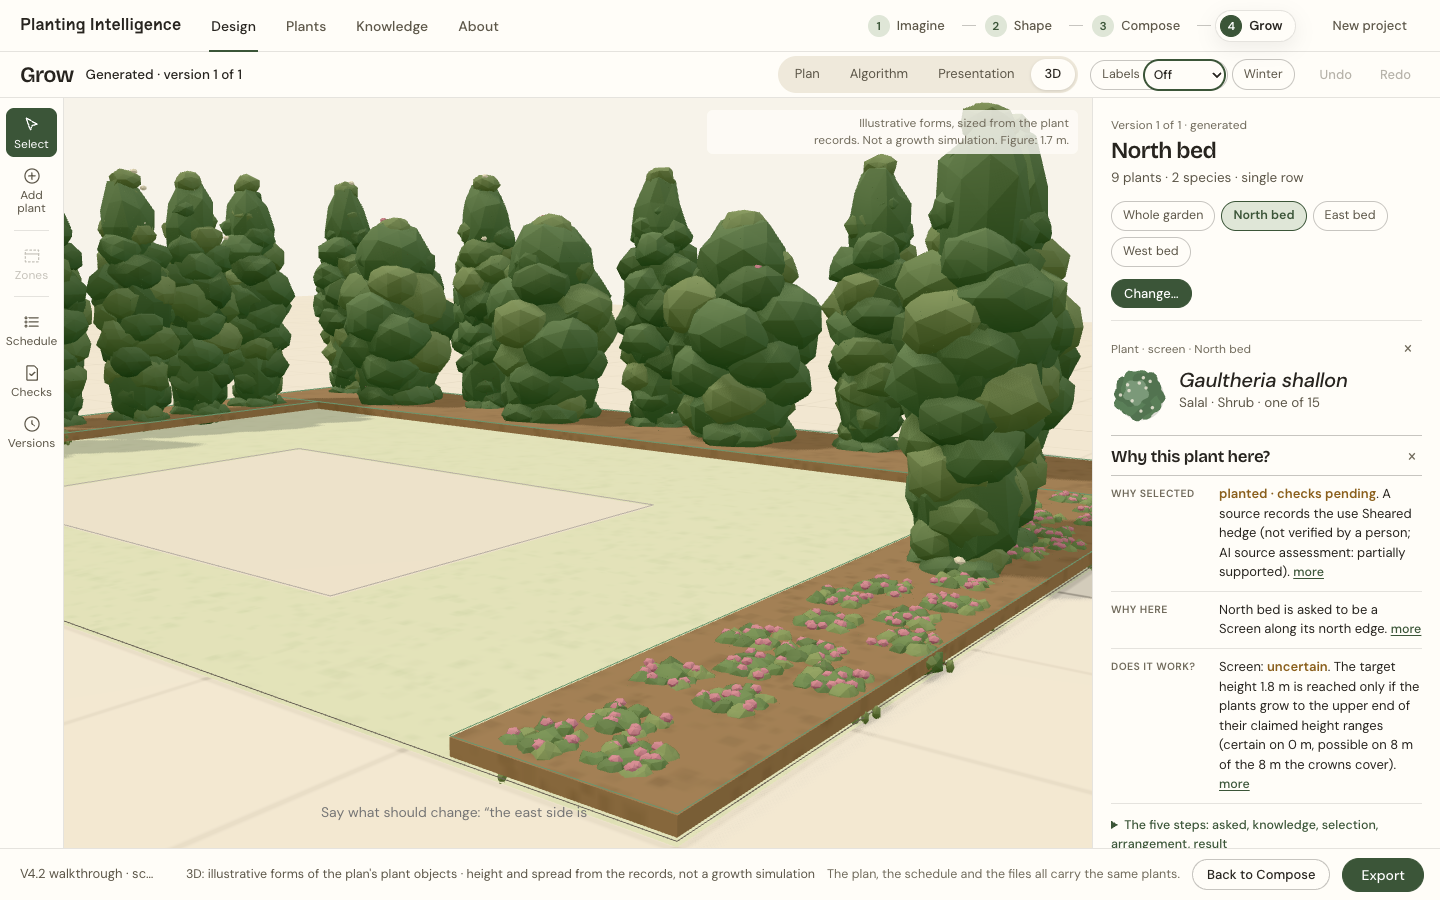 Planting Intelligence
Design
Plants
Knowledge
About
1 Imagine
2 Shape
3 Compose
4 Grow
New project
Grow
Generated · version 1 of 1
Plan
Algorithm
Presentation
3D
Labels
Off
Winter
Undo
Redo
Select
Add
plant
Zones
Schedule
Checks
Versions
Illustrative forms, sized from the plant
records. Not a growth simulation. Figure: 1.7 m.
Say what should change: “the east side is
Version 1 of 1 · generated
North bed
9 plants · 2 species · single row
Whole garden
North bed
East bed
West bed
Change…
Plant · screen · North bed
×
Gaultheria shallon
Salal · Shrub · one of 15
Why this plant here?
×
WHY SELECTED
planted · checks pending. A
source records the use Sheared
hedge (not verified by a person;
AI source assessment: partially
supported). more
WHY HERE
North bed is asked to be a
Screen along its north edge. more
DOES IT WORK?
Screen: uncertain. The target
height 1.8 m is reached only if the
plants grow to the upper end of
their claimed height ranges
(certain on 0 m, possible on 8 m
of the 8 m the crowns cover).
more
▶ The five steps: asked, knowledge, selection,
arrangement, result
V4.2 walkthrough · sc…
3D: illustrative forms of the plan's plant objects · height and spread from the records, not a growth simulation
The plan, the schedule and the files all carry the same plants.
Back to Compose
Export